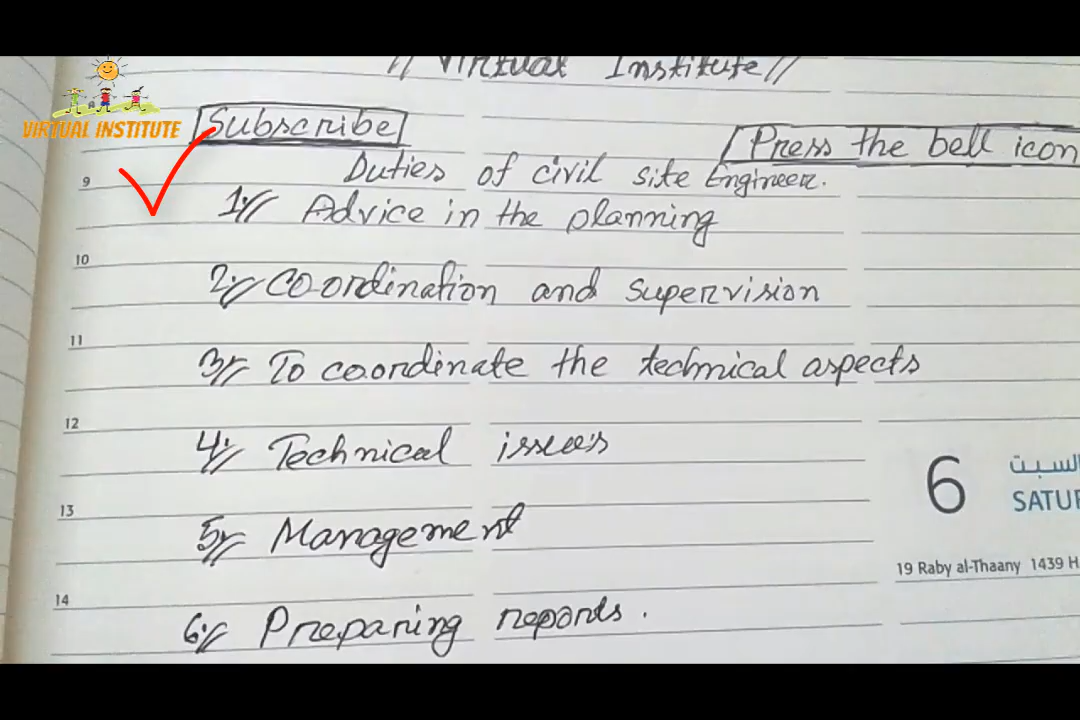 // Virtual Institute //
VIRTUAL INSTITUTE
Subscribe
Press the bell icon
Duties of civil site Engineer.
9
1// Advice in the planning
10
2// Co-ordination and supervision
11
3// To coordinate the technical aspects
12
4// Technical issues
6
السبت
SATUR
13
5// Management
19 Raby al-Thaany 1439 H
14
6// Preparing reports.